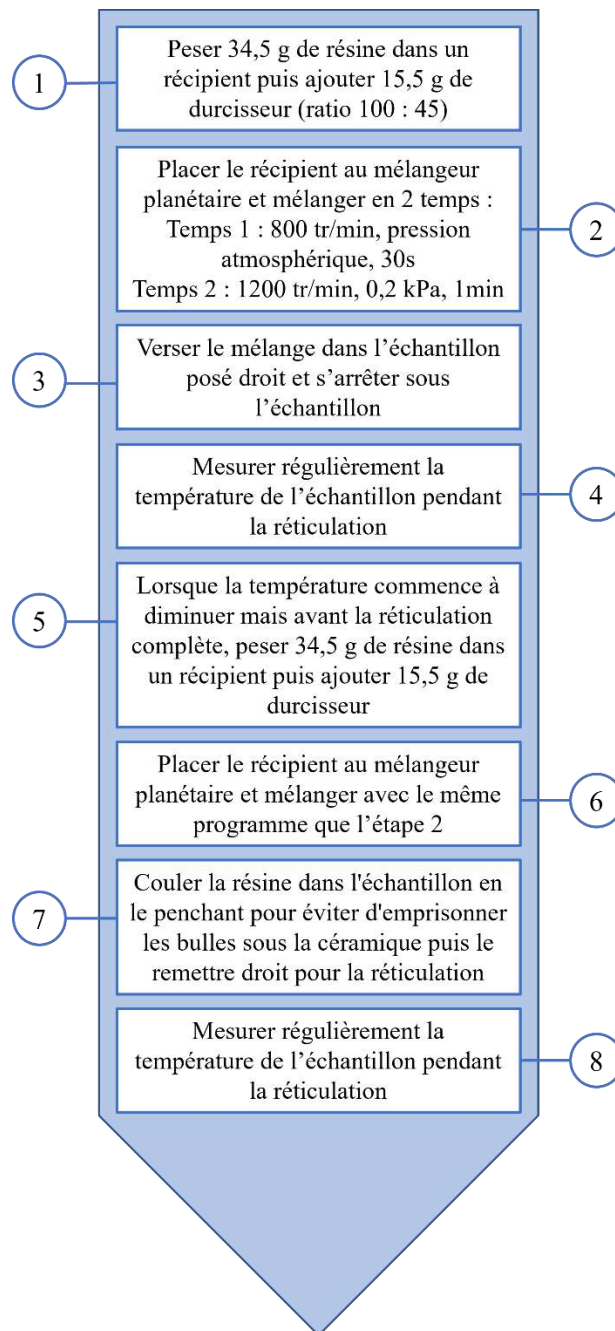 1
Peser 34,5 g de résine dans un
récipient puis ajouter 15,5 g de
durcisseur (ratio 100 : 45)
2
Placer le récipient au mélangeur
planétaire et mélanger en 2 temps :
Temps 1 : 800 tr/min, pression
atmosphérique, 30s
Temps 2 : 1200 tr/min, 0,2 kPa, 1min
3
Verser le mélange dans l’échantillon
posé droit et s’arrêter sous
l’échantillon
4
Mesurer régulièrement la
température de l’échantillon pendant
la réticulation
5
Lorsque la température commence à
diminuer mais avant la réticulation
complète, peser 34,5 g de résine dans
un récipient puis ajouter 15,5 g de
durcisseur
6
Placer le récipient au mélangeur
planétaire et mélanger avec le même
programme que l’étape 2
7
Couler la résine dans l'échantillon en
le penchant pour éviter d'emprisonner
les bulles sous la céramique puis le
remettre droit pour la réticulation
8
Mesurer régulièrement la
température de l’échantillon pendant
la réticulation